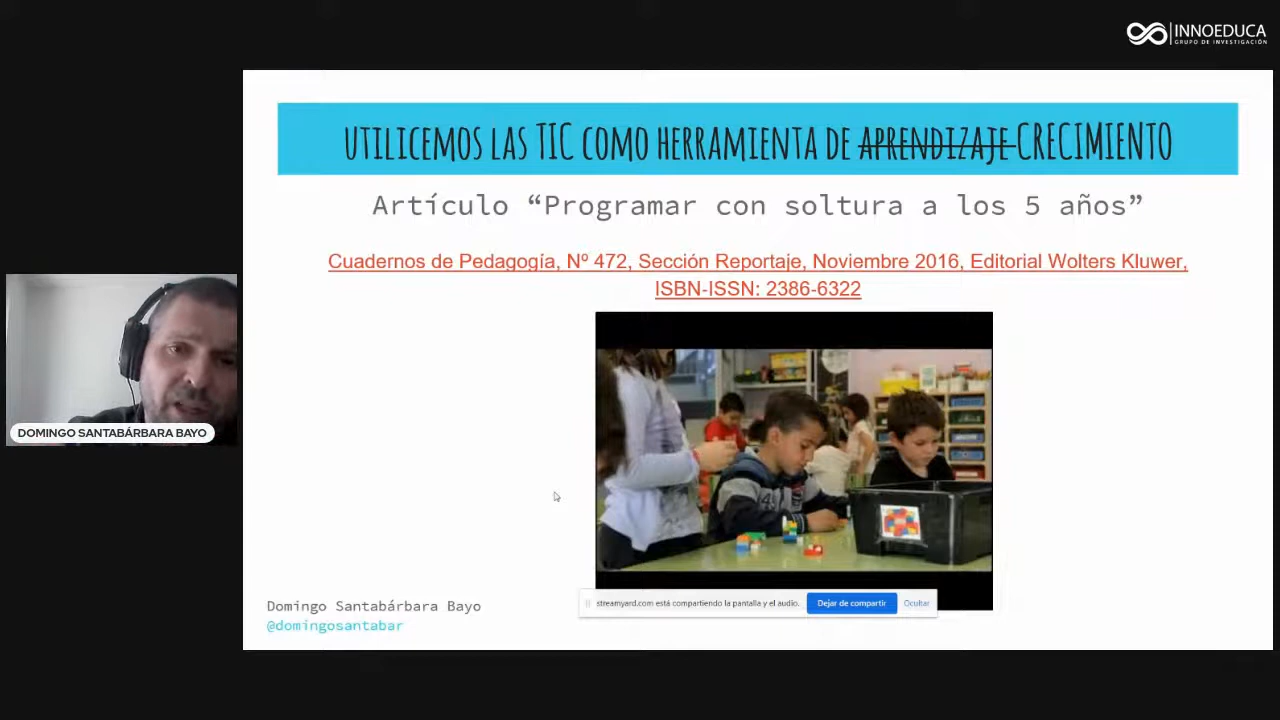 INNOEDUCA
GRUPO DE INVESTIGACIÓN
UTILICEMOS LAS TIC COMO HERRAMIENTA DE APRENDIZAJE CRECIMIENTO
Artículo “Programar con soltura a los 5 años”
Cuadernos de Pedagogía, Nº 472, Sección Reportaje, Noviembre 2016, Editorial Wolters Kluwer,
ISBN-ISSN: 2386-6322
DOMINGO SANTABÁRBARA BAYO
streamyard.com está compartiendo la pantalla y el audio.
Dejar de compartir
Ocultar
Domingo Santabárbara Bayo
@domingosantabar